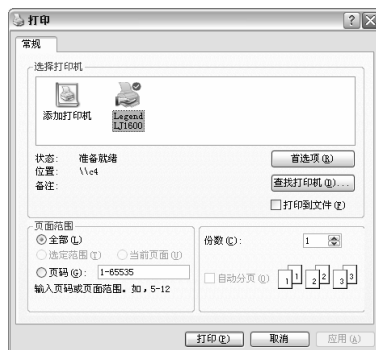 打印
常规
选择打印机
添加打印机
Legend
LJ1600
状态: 准备就绪
位置: \\c4
备注:
首选项(R)
查找打印机(D)...
打印到文件(F)
页面范围
全部(L)
选定范围(T) 当前页面(U)
页码(G): 1-65535
输入页码或页面范围。如,5-12
份数(C): 1
自动分页(O)
1 1 2 2 3 3
打印(P) 取消 应用(A)